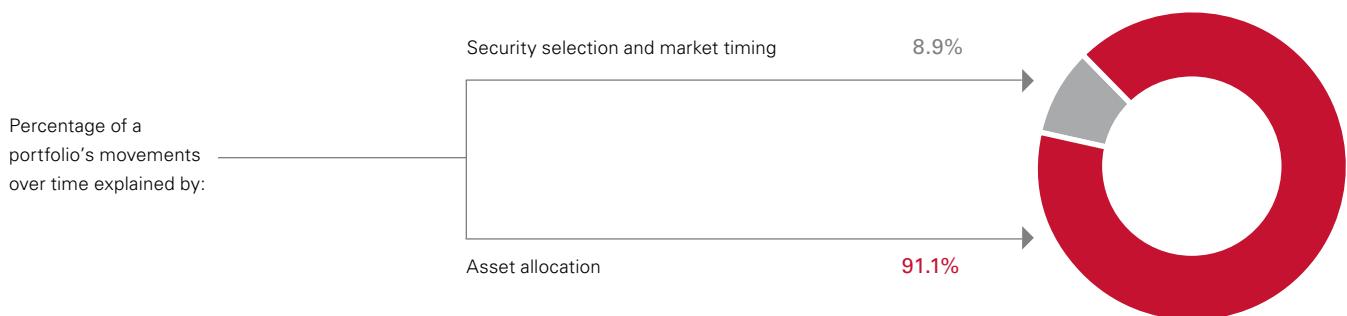 Security selection and market timing 8.9%
Percentage of a
portfolio’s movements
over time explained by:
Asset allocation 91.1%